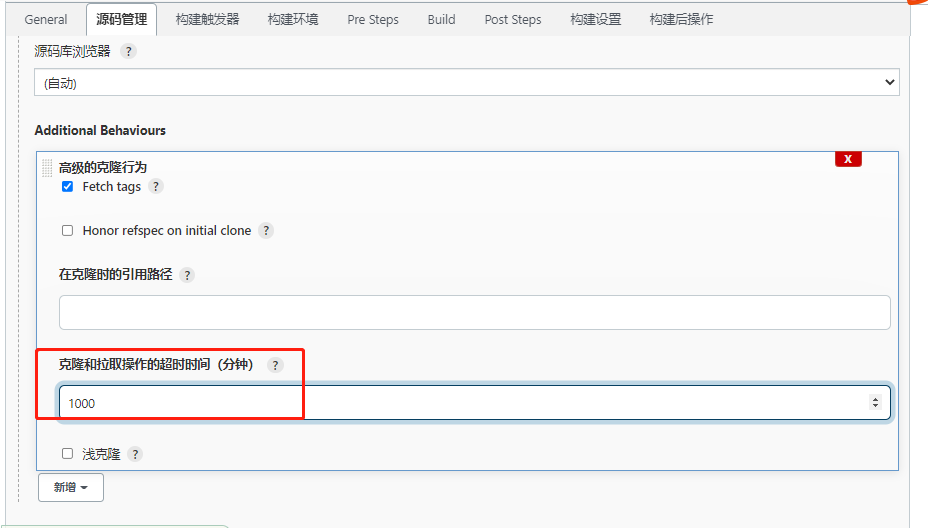 General 源码管理 构建触发器 构建环境 Pre Steps Build Post Steps 构建设置 构建后操作
源码库浏览器 ?
(自动)
Additional Behaviours
高级的克隆行为 X
Fetch tags ?
Honor refspec on initial clone ?
在克隆时的引用路径 ?
克隆和拉取操作的超时时间（分钟） ?
1000
浅克隆 ?
新增